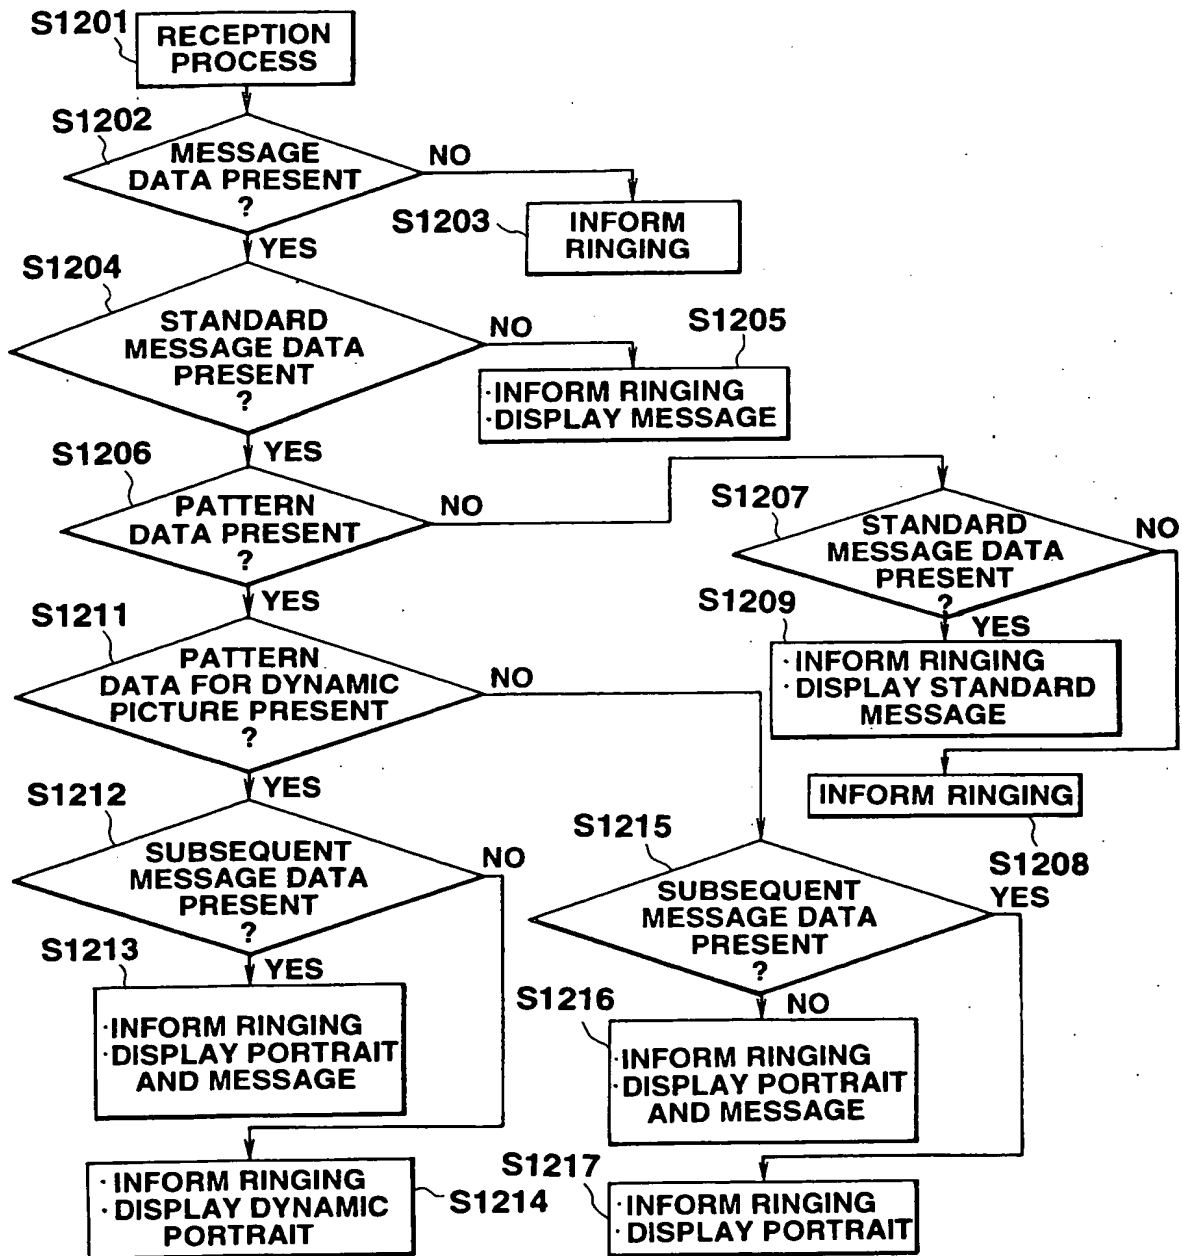 S1201
RECEPTION
PROCESS
S1202
MESSAGE
DATA PRESENT
?
NO
YES
S1203
INFORM
RINGING
S1204
STANDARD
MESSAGE DATA
PRESENT
?
NO
YES
S1205
·INFORM RINGING
·DISPLAY MESSAGE
S1206
PATTERN
DATA PRESENT
?
NO
YES
S1207
STANDARD
MESSAGE DATA
PRESENT
?
NO
YES
S1209
·INFORM RINGING
·DISPLAY STANDARD
MESSAGE
INFORM RINGING
S1208
S1211
PATTERN
DATA FOR DYNAMIC
PICTURE PRESENT
?
NO
YES
S1212
SUBSEQUENT
MESSAGE DATA
PRESENT
?
NO
YES
S1213
·INFORM RINGING
·DISPLAY PORTRAIT
AND MESSAGE
·INFORM RINGING
·DISPLAY DYNAMIC
PORTRAIT
S1214
S1215
SUBSEQUENT
MESSAGE DATA
PRESENT
?
YES
NO
S1216
·INFORM RINGING
·DISPLAY PORTRAIT
AND MESSAGE
S1217
·INFORM RINGING
·DISPLAY PORTRAIT